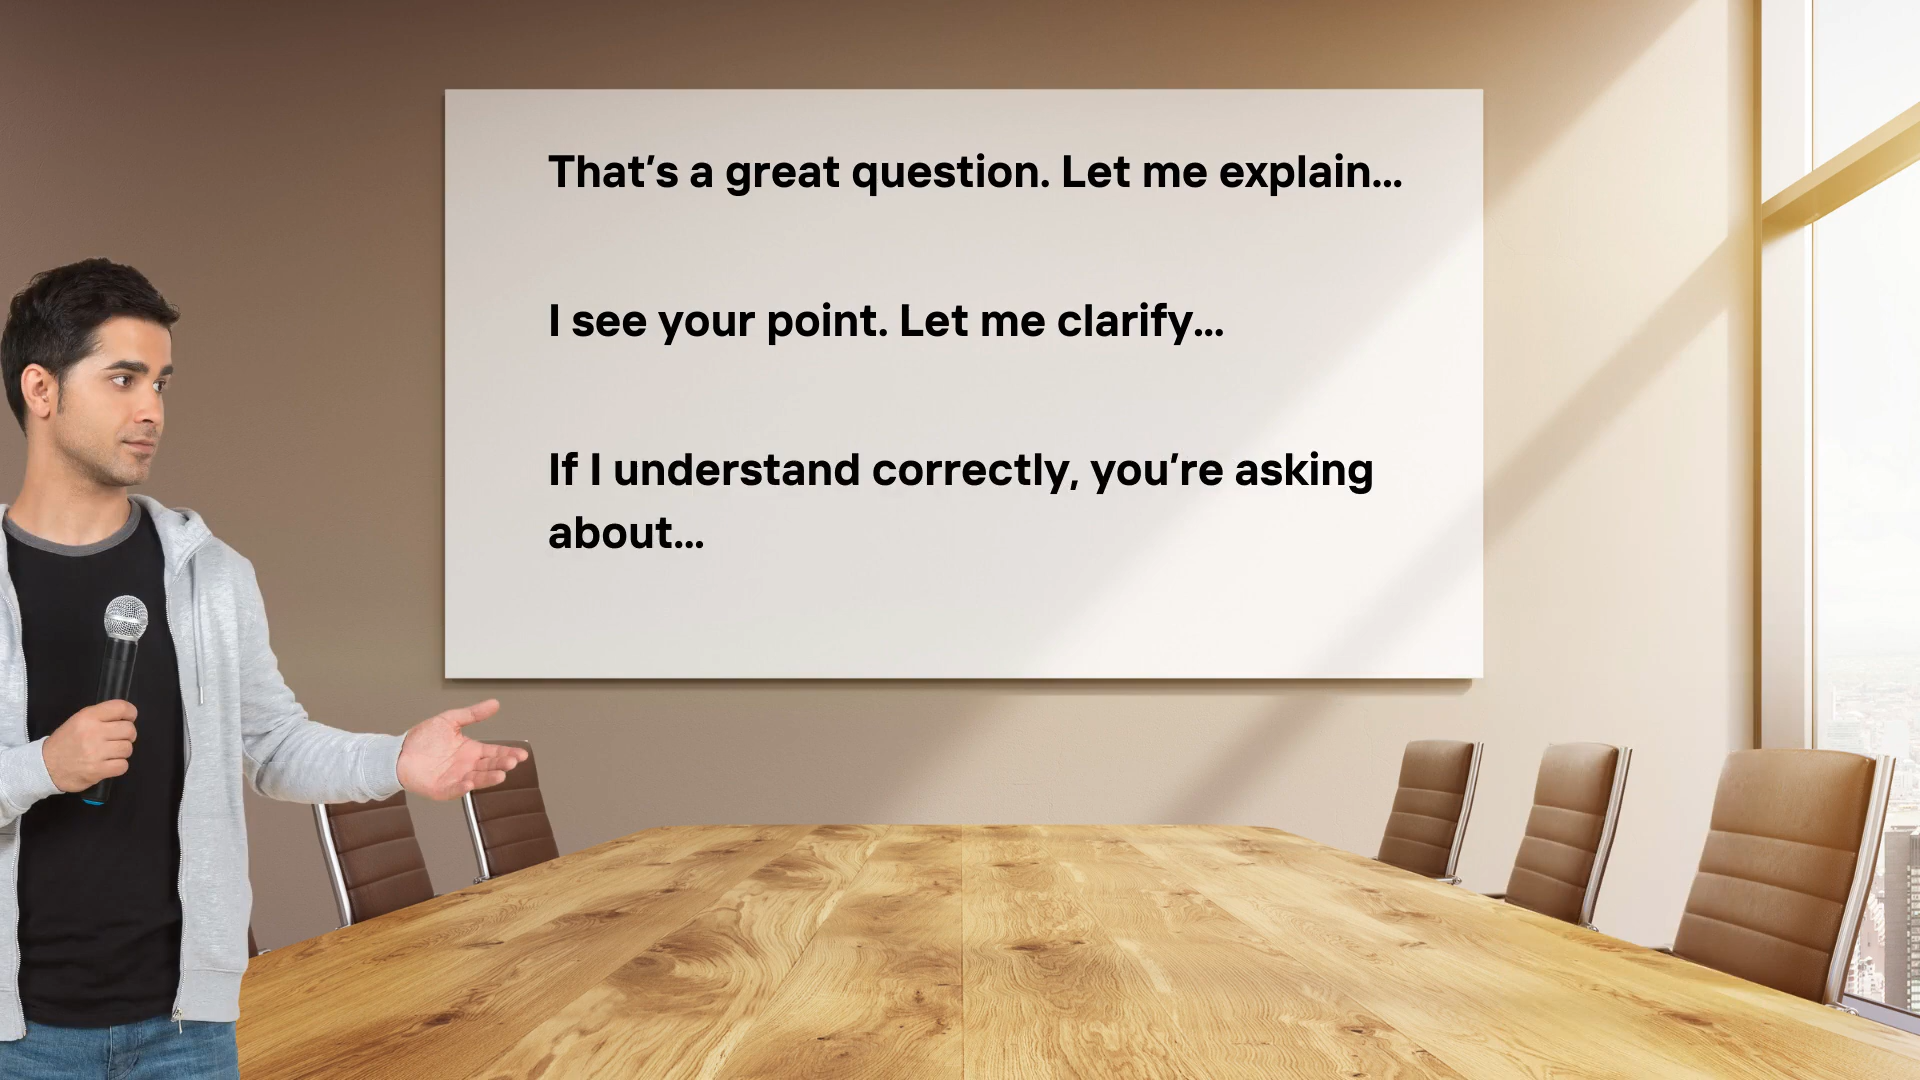 That’s a great question. Let me explain...
I see your point. Let me clarify...
If I understand correctly, you’re asking
about...